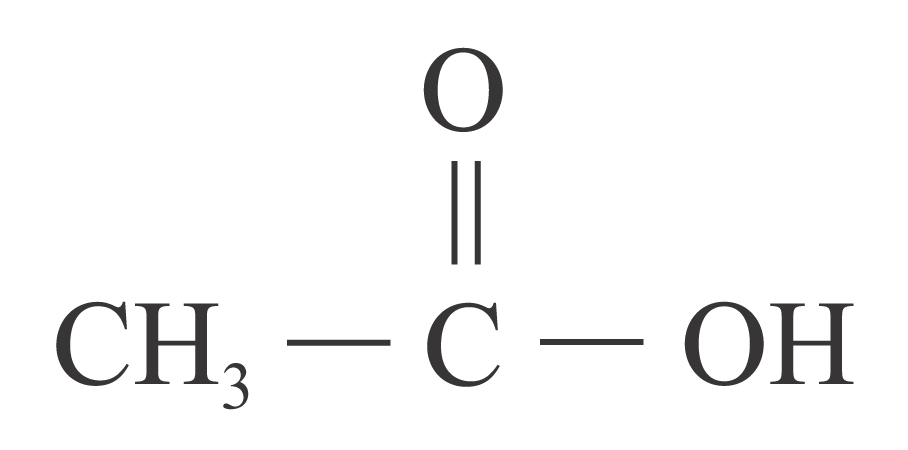 O
CH₃ — C — OH